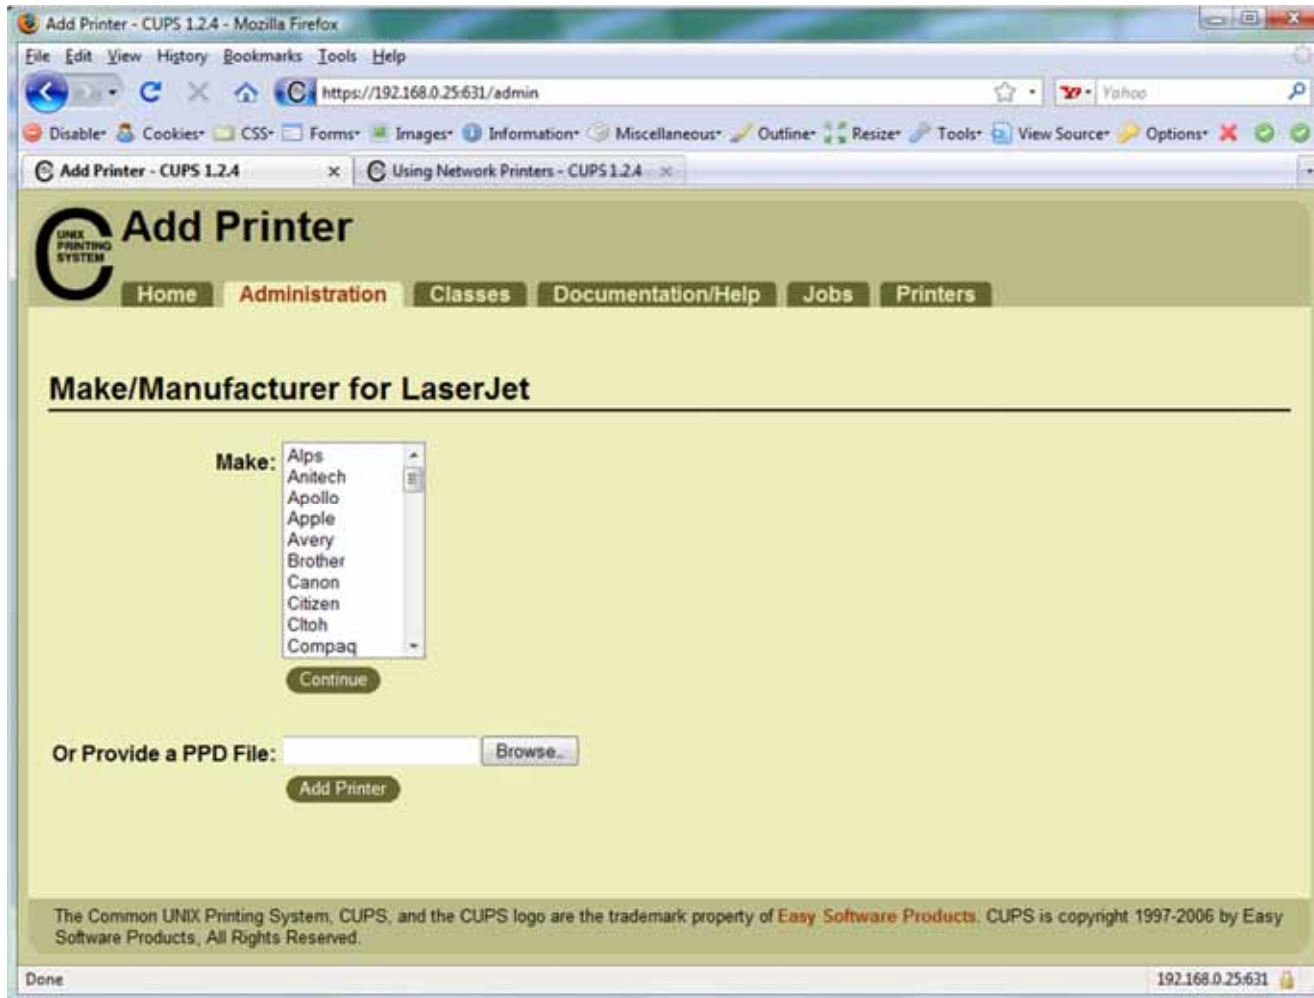 Add Printer - CUPS 1.2.4 - Mozilla Firefox
File Edit View History Bookmarks Tools Help
https://192.168.0.25:631/admin
Yahoo
Disable Cookies CSS Forms Images Information Miscellaneous Outline Resize Tools View Source Options
Add Printer - CUPS 1.2.4
Using Network Printers - CUPS 1.2.4
UNIX
PRINTING
SYSTEM
Add Printer
Home Administration Classes Documentation/Help Jobs Printers
Make/Manufacturer for LaserJet
Make:
Alps
Anitech
Apollo
Apple
Avery
Brother
Canon
Citizen
CItoh
Compaq
Continue
Or Provide a PPD File:
Browse..
Add Printer
The Common UNIX Printing System, CUPS, and the CUPS logo are the trademark property of Easy Software Products. CUPS is copyright 1997-2006 by Easy
Software Products, All Rights Reserved.
Done
192.168.0.25:631